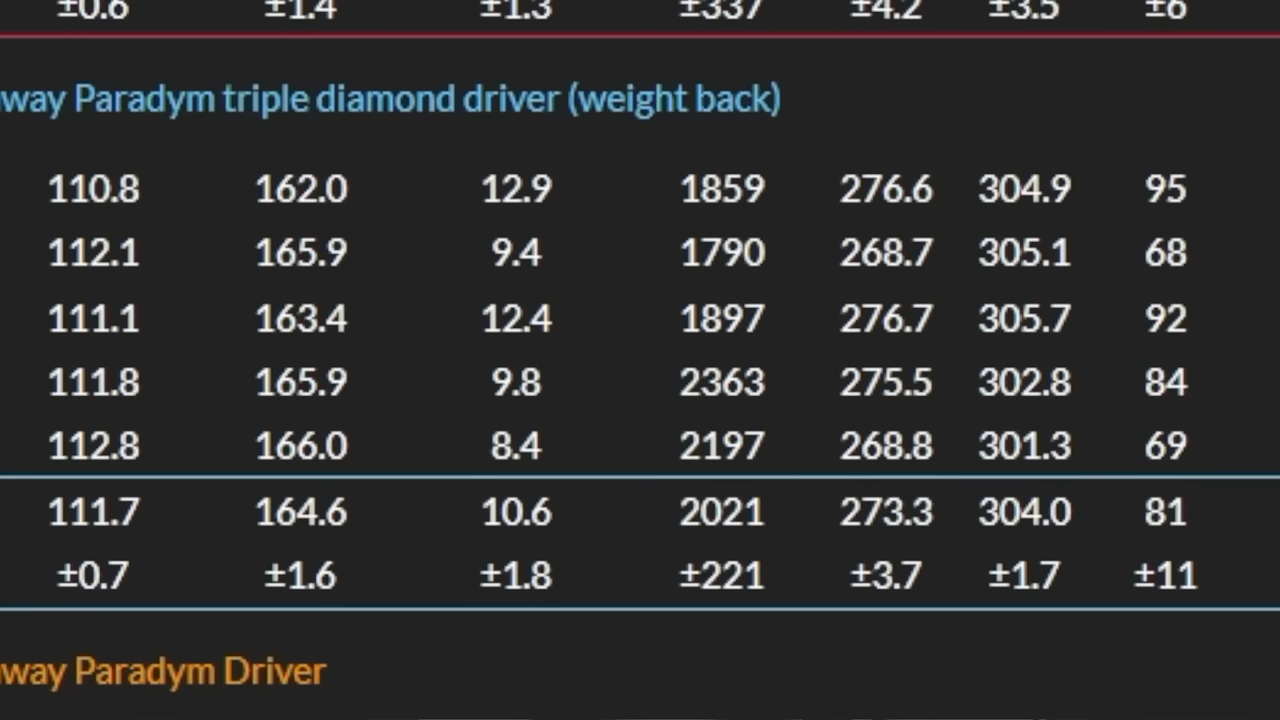 ±0.6 ±1.4 ±1.3 ±337 ±4.2 ±3.5 ±6
way Paradym triple diamond driver (weight back)
110.8 162.0 12.9 1859 276.6 304.9 95
112.1 165.9 9.4 1790 268.7 305.1 68
111.1 163.4 12.4 1897 276.7 305.7 92
111.8 165.9 9.8 2363 275.5 302.8 84
112.8 166.0 8.4 2197 268.8 301.3 69
111.7 164.6 10.6 2021 273.3 304.0 81
±0.7 ±1.6 ±1.8 ±221 ±3.7 ±1.7 ±11
way Paradym Driver